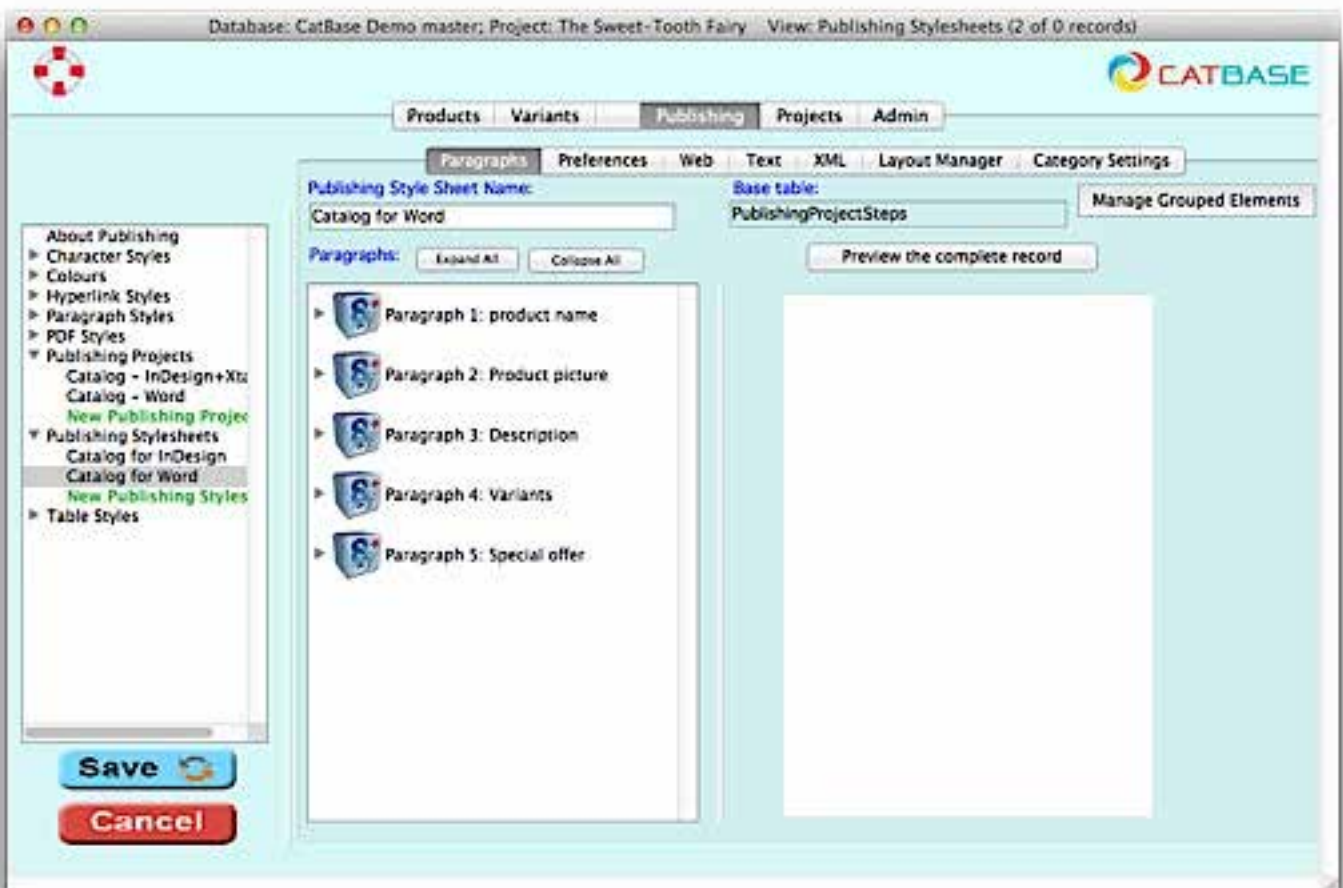 Database: CatBase Demo master; Project: The Sweet-Tooth Fairy View: Publishing Stylesheets (2 of 0 records)
CATBASE
Products Variants Publishing Projects Admin
Paragraphs Preferences Web Text XML Layout Manager Category Settings
Publishing Style Sheet Name:
Catalog for Word
Base table:
PublishingProjectSteps
Manage Grouped Elements
Paragraphs: Expand All Collapse All
Preview the complete record
About Publishing
Character Styles
Colours
Hyperlink Styles
Paragraph Styles
PDF Styles
Publishing Projects
Catalog - InDesign+Xta
Catalog - Word
New Publishing Projec
Publishing Stylesheets
Catalog for InDesign
Catalog for Word
New Publishing Styles
Table Styles
Paragraph 1: product name
Paragraph 2: Product picture
Paragraph 3: Description
Paragraph 4: Variants
Paragraph 5: Special offer
Save
Cancel